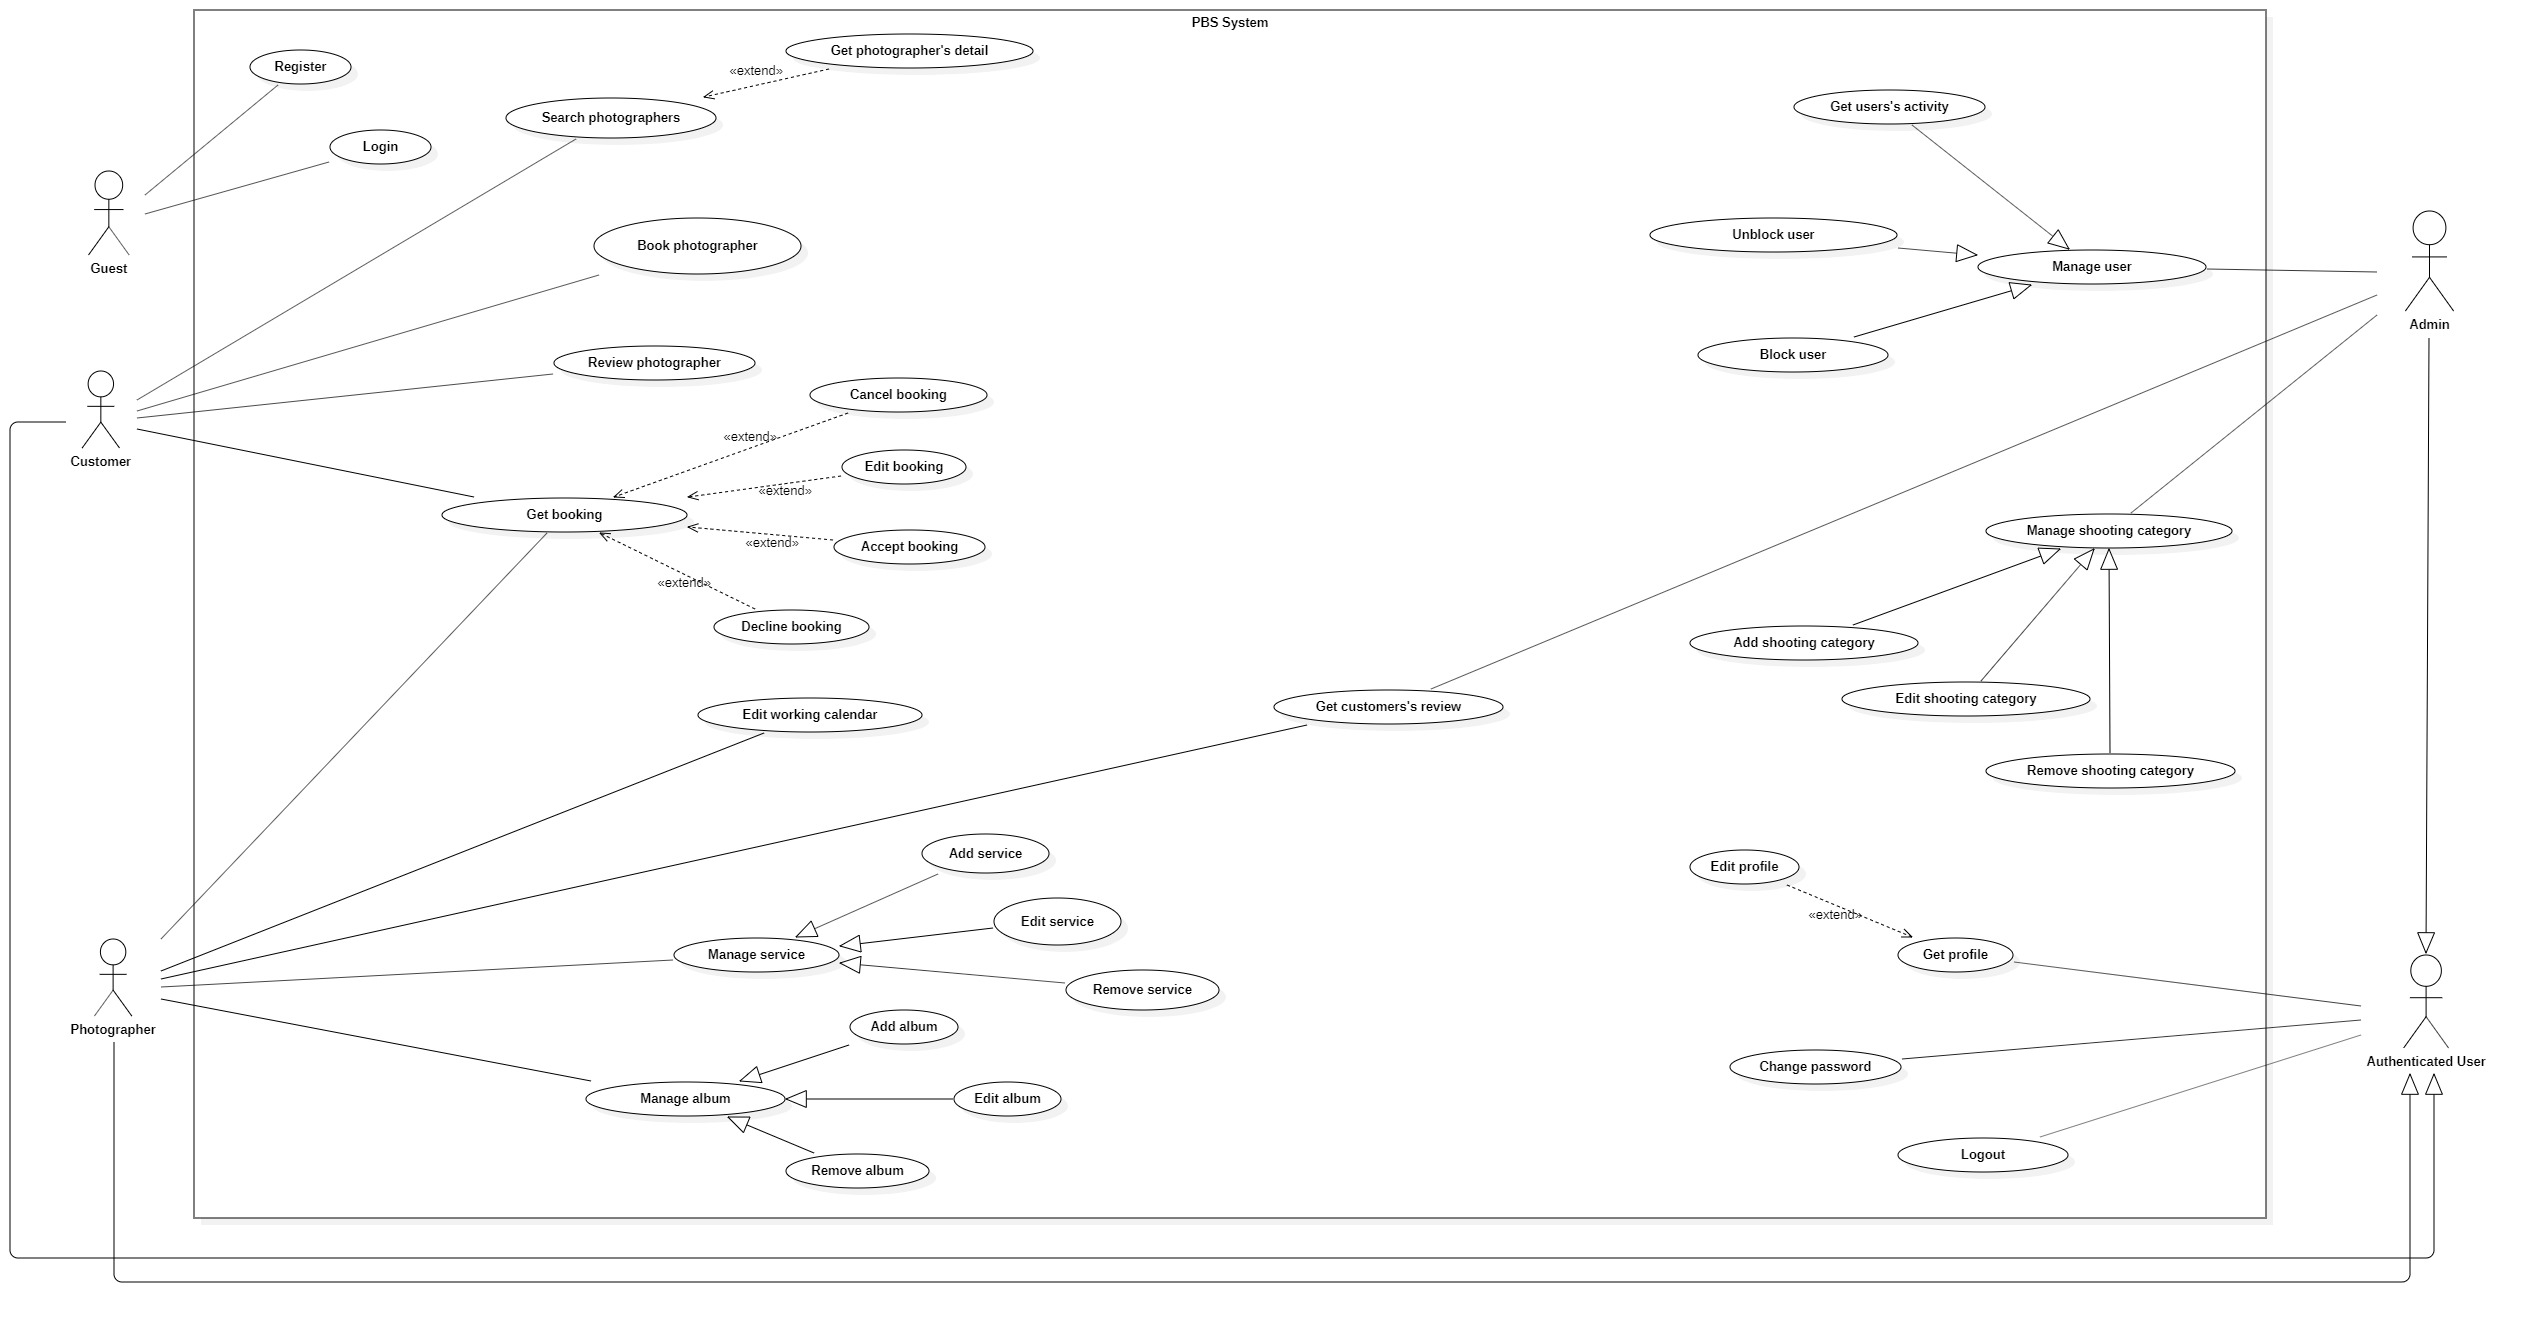 PBS System
Get photographer's detail
Register
«extend»
Get users's activity
Search photographers
Login
Unblock user
Book photographer
Manage user
Guest
Admin
Block user
Review photographer
Cancel booking
«extend»
Customer
Edit booking
«extend»
Get booking
Manage shooting category
«extend»
Accept booking
«extend»
Decline booking
Add shooting category
Edit shooting category
Get customers's review
Edit working calendar
Remove shooting category
Add service
Edit profile
«extend»
Edit service
Manage service
Get profile
Remove service
Add album
Photographer
Authenticated User
Change password
Manage album
Edit album
Logout
Remove album